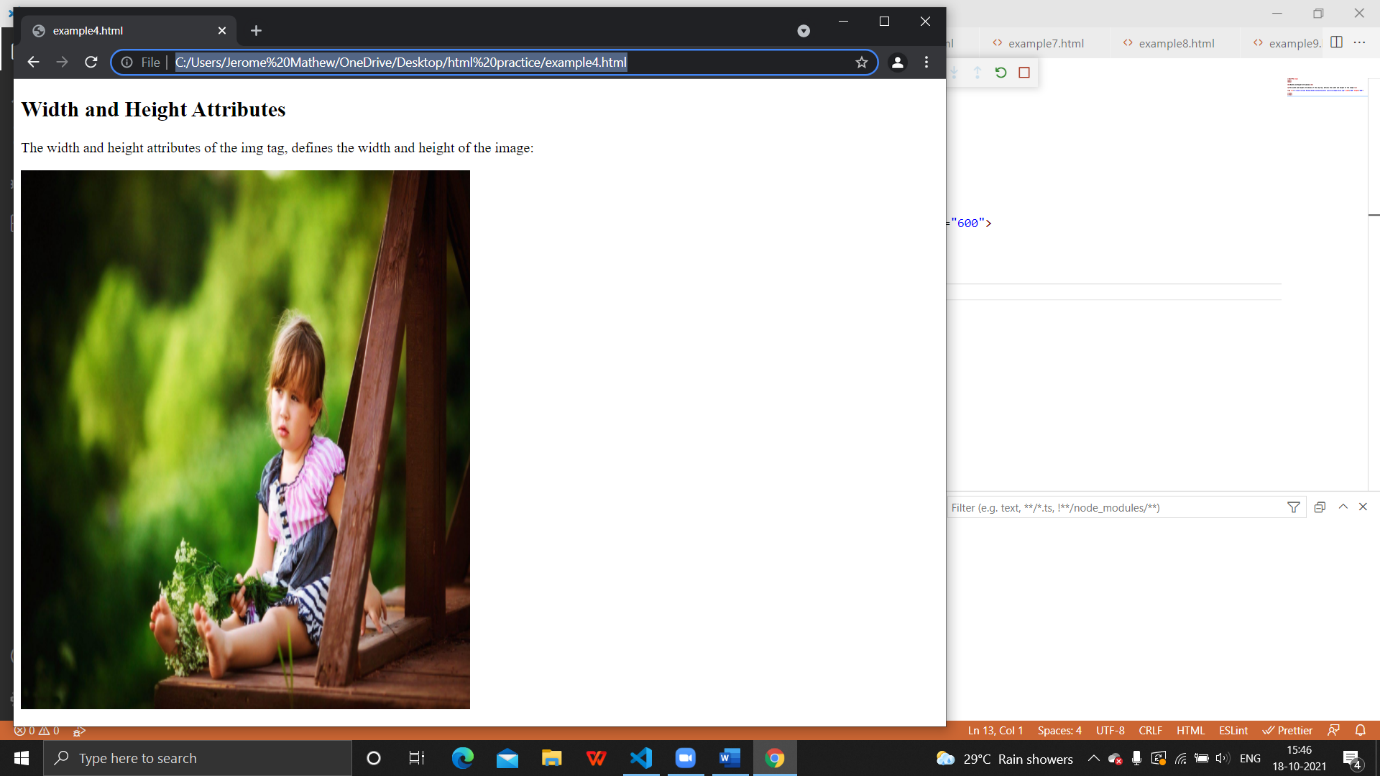 example4.html
File
C:/Users/Jerome%20Mathew/OneDrive/Desktop/html%20practice/example4.html
Width and Height Attributes
The width and height attributes of the img tag, defines the width and height of the image:
example7.html
example8.html
example9.
="600">
Filter (e.g. text, **/*.ts, !**/node_modules/**)
0 0
Ln 13, Col 1 Spaces: 4 UTF-8 CRLF HTML ESLint Prettier
Type here to search
29°C Rain showers
ENG
15:46
18-10-2021
4